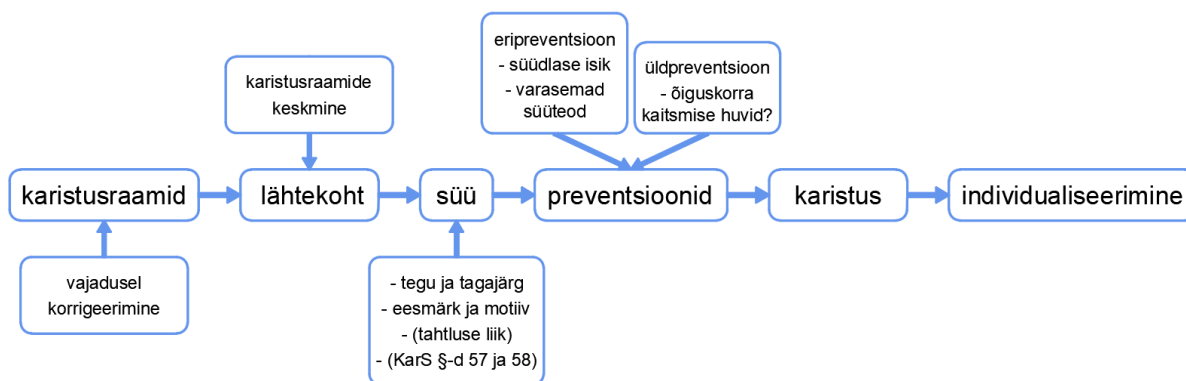 eripreventsioon
- süüdlase isik
- varasemad
süüteod
üldpreventsioon
- õiguskorra
kaitsmise huvid?
karistusraamide
keskmine
karistusraamid
lähtekoht
süü
preventsioonid
karistus
individualiseerimine
vajadusel
korrigeerimine
- tegu ja tagajärg
- eesmärk ja motiiv
- (tahtluse liik)
- (KarS §-d 57 ja 58)